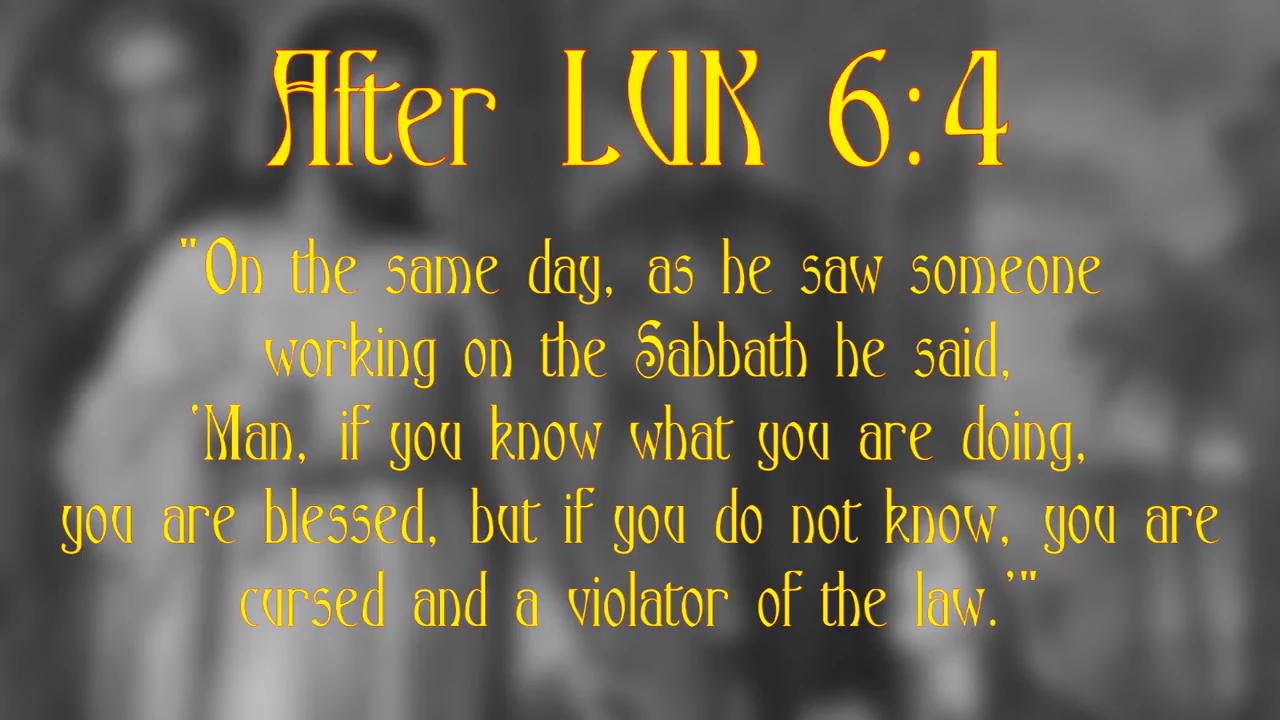 After LUK 6:4
"On the same day, as he saw someone
working on the Sabbath he said,
'Man, if you know what you are doing,
you are blessed, but if you do not know, you are
cursed and a violator of the law.'"